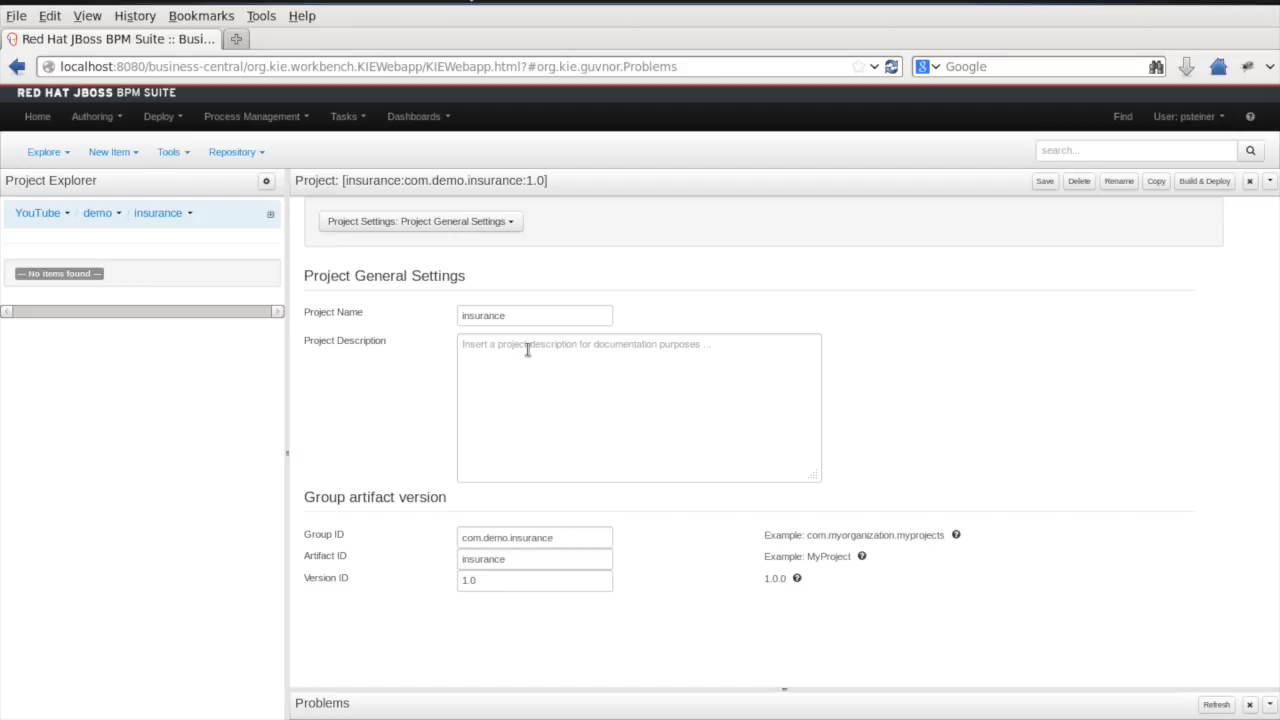 File Edit View History Bookmarks Tools Help
Red Hat JBoss BPM Suite :: Busi...
localhost:8080/business-central/org.kie.workbench.KIEWebapp/KIEWebapp.html?#org.kie.guvnor.Problems
Google
RED HAT JBOSS BPM SUITE
Home Authoring Deploy Process Management Tasks Dashboards Find User: psteiner
Explore New Item Tools Repository search...
Project Explorer
Project: [insurance:com.demo.insurance:1.0] Save Delete Rename Copy Build & Deploy
YouTube / demo / insurance
Project Settings: Project General Settings
— No items found —
Project General Settings
Project Name insurance
Project Description Insert a project description for documentation purposes ...
Group artifact version
Group ID com.demo.insurance Example: com.myorganization.myprojects
Artifact ID insurance Example: MyProject
Version ID 1.0 1.0.0
Problems Refresh